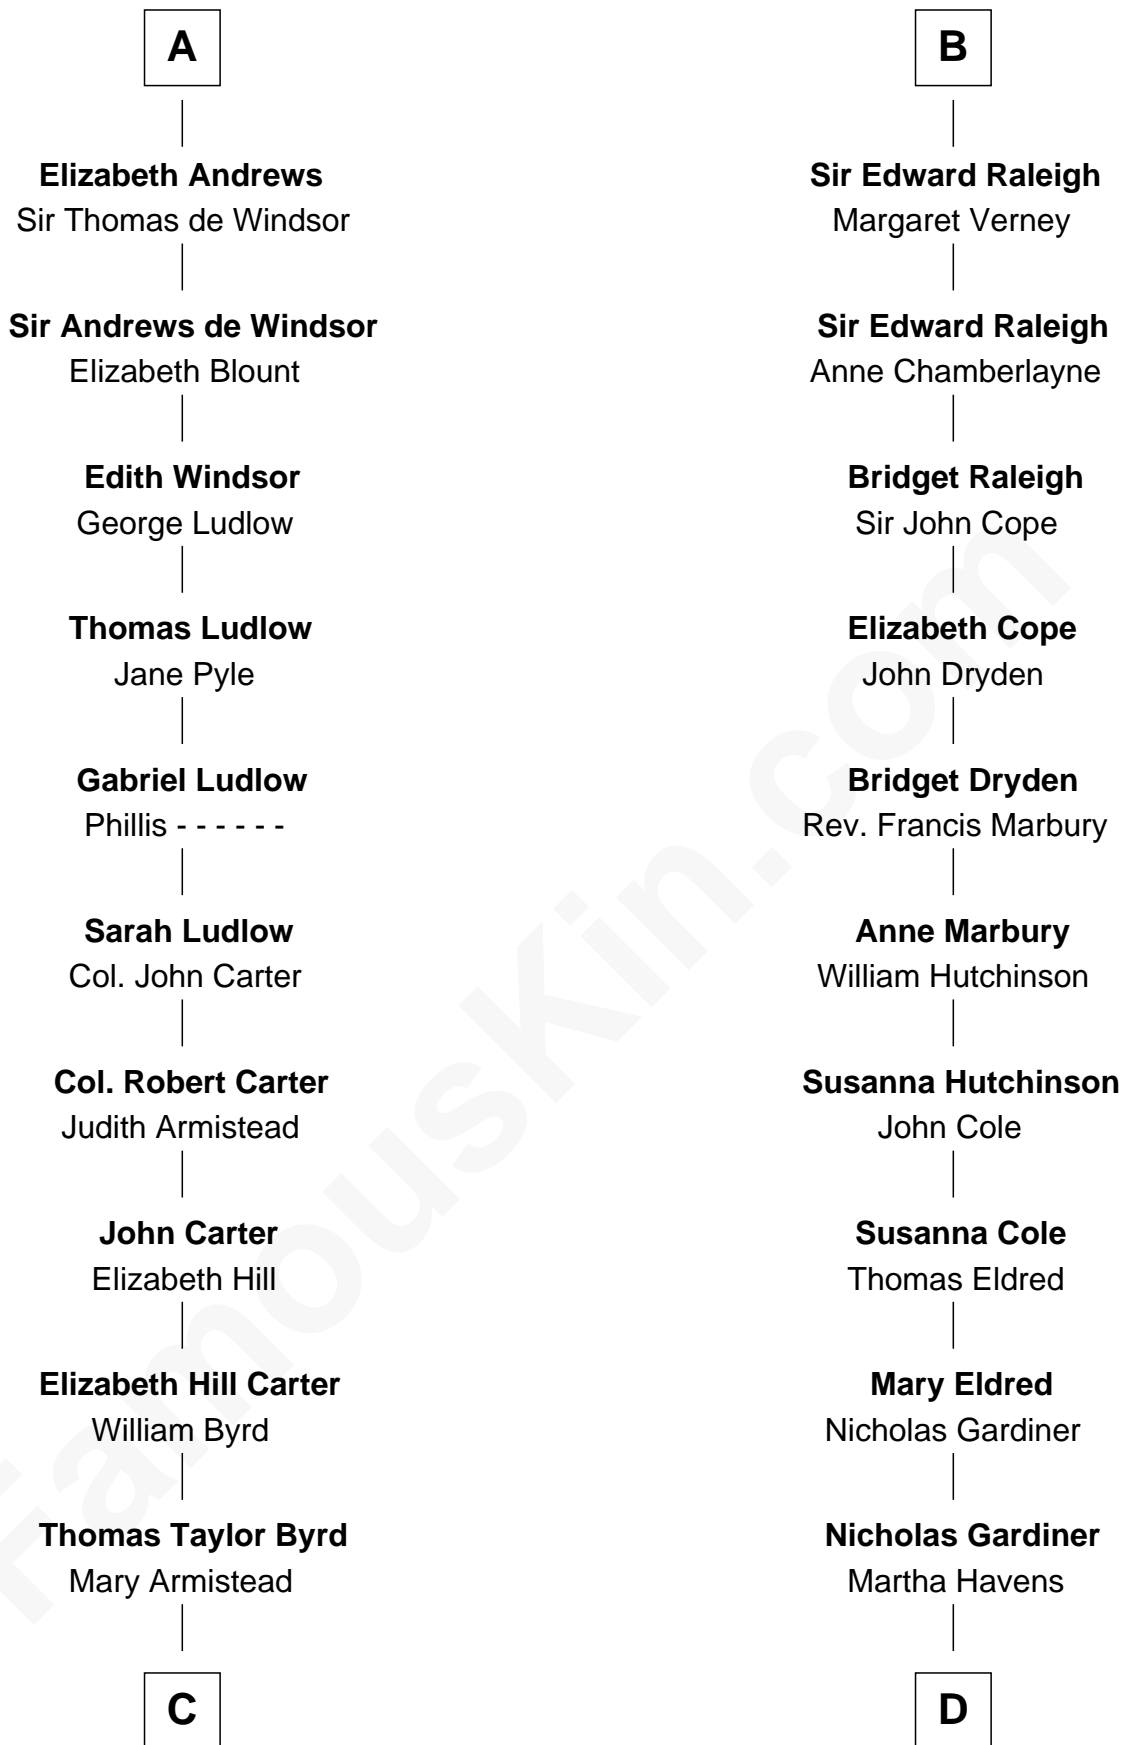 A
Elizabeth Andrews
Sir Thomas de Windsor
Sir Andrews de Windsor
Elizabeth Blount
Edith Windsor
George Ludlow
Thomas Ludlow
Jane Pyle
Gabriel Ludlow
Phillis - - - - - -
Sarah Ludlow
Col. John Carter
Col. Robert Carter
Judith Armistead
John Carter
Elizabeth Hill
Elizabeth Hill Carter
William Byrd
Thomas Taylor Byrd
Mary Armistead
C
B
Sir Edward Raleigh
Margaret Verney
Sir Edward Raleigh
Anne Chamberlayne
Bridget Raleigh
Sir John Cope
Elizabeth Cope
John Dryden
Bridget Dryden
Rev. Francis Marbury
Anne Marbury
William Hutchinson
Susanna Hutchinson
John Cole
Susanna Cole
Thomas Eldred
Mary Eldred
Nicholas Gardiner
Nicholas Gardiner
Martha Havens
D
FamousKin.com